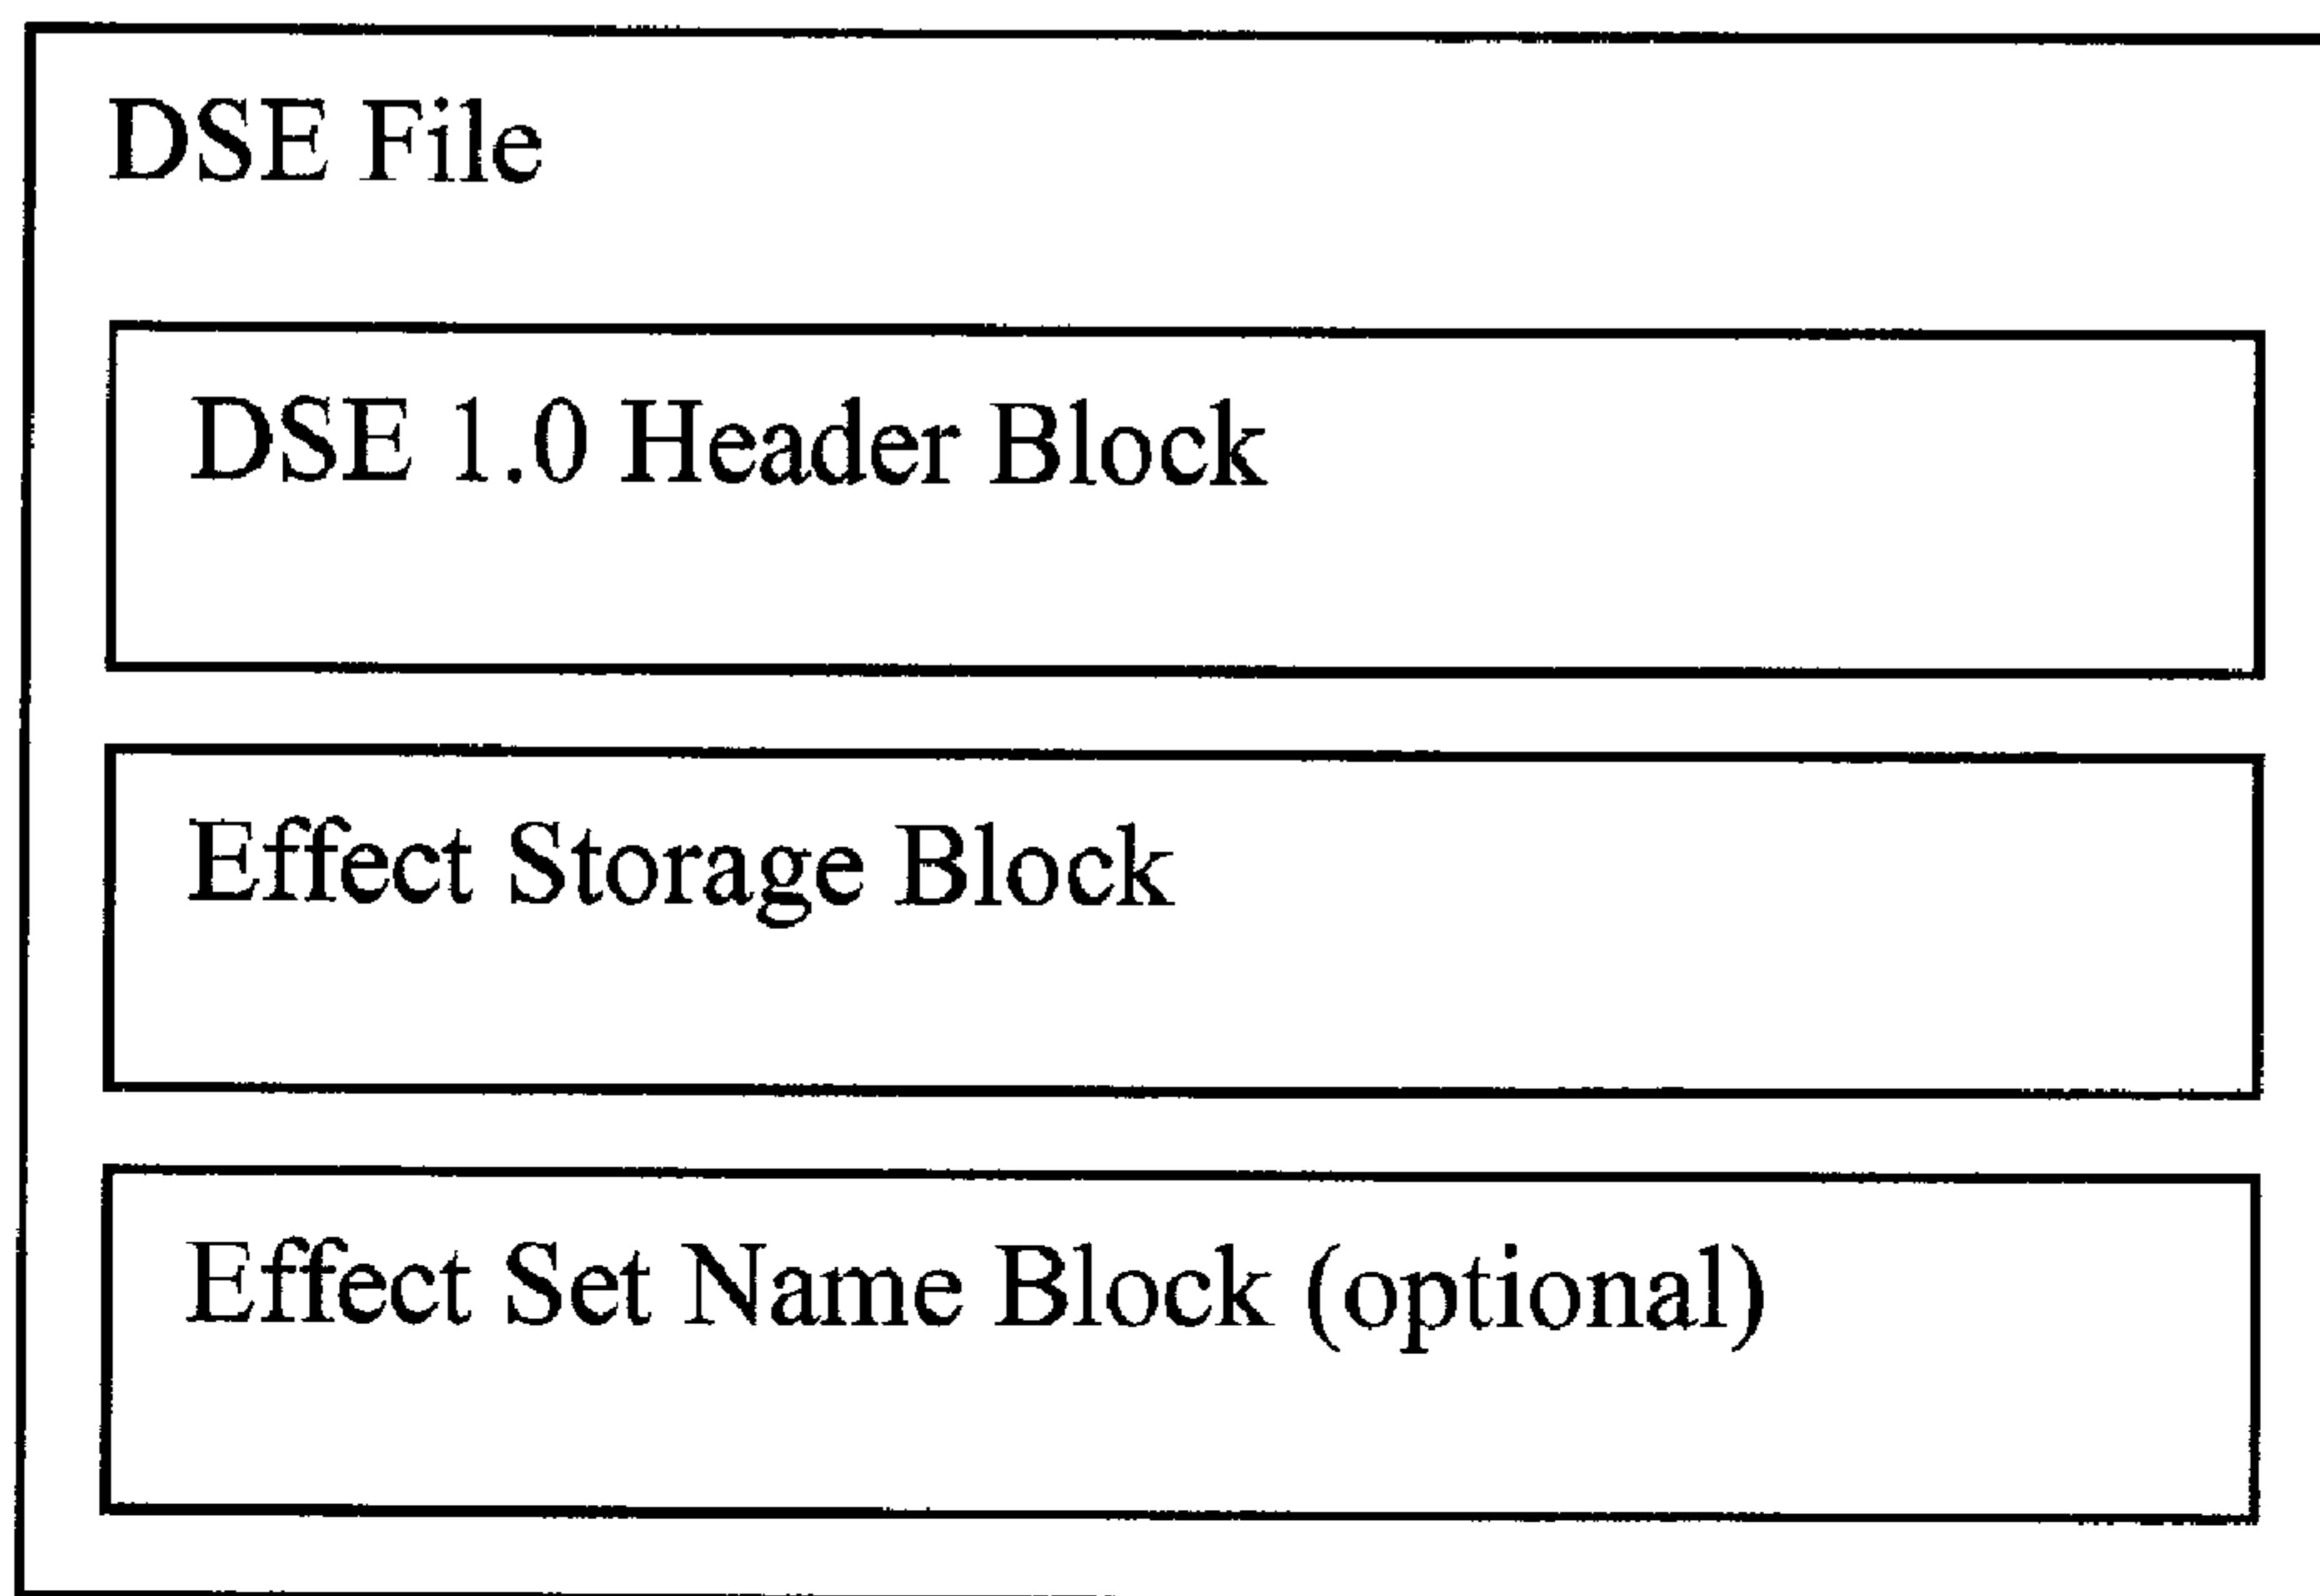 DSE File
DSE 1.0 Header Block
Effect Storage Block
Effect Set Name Block (optional)